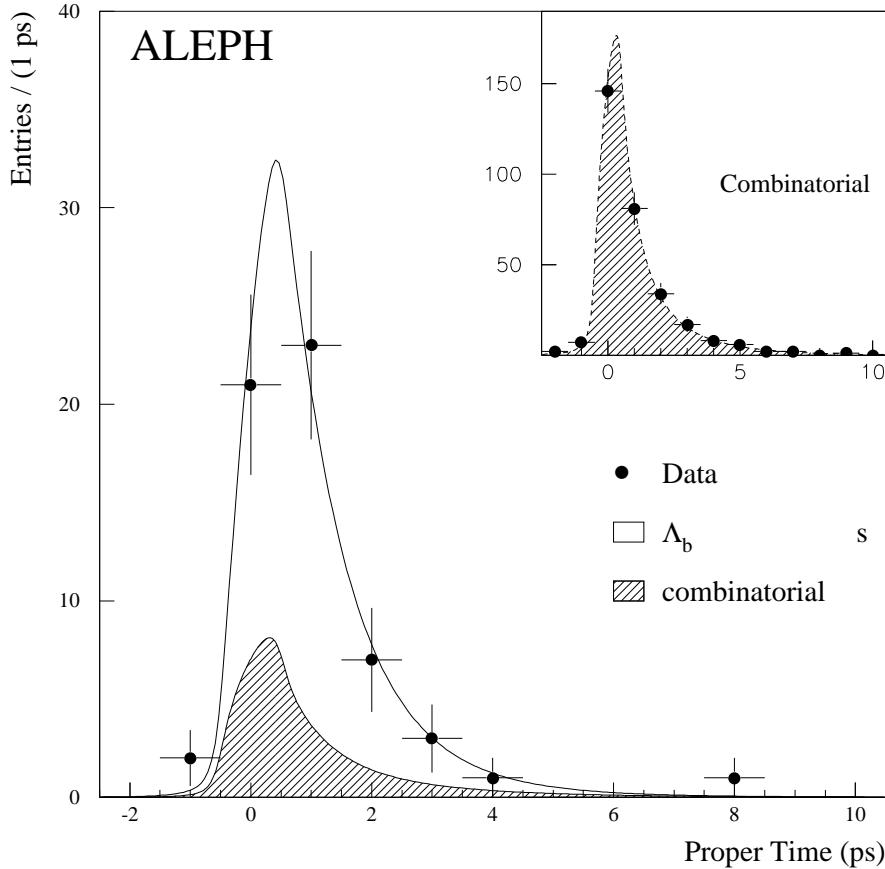 40
30
20
10
0
Entries / (1 ps)
ALEPH
150
100
50
Combinatorial
0
5
10
Data
Λb s
combinatorial
-2
0
2
4
6
8
10
Proper Time (ps)